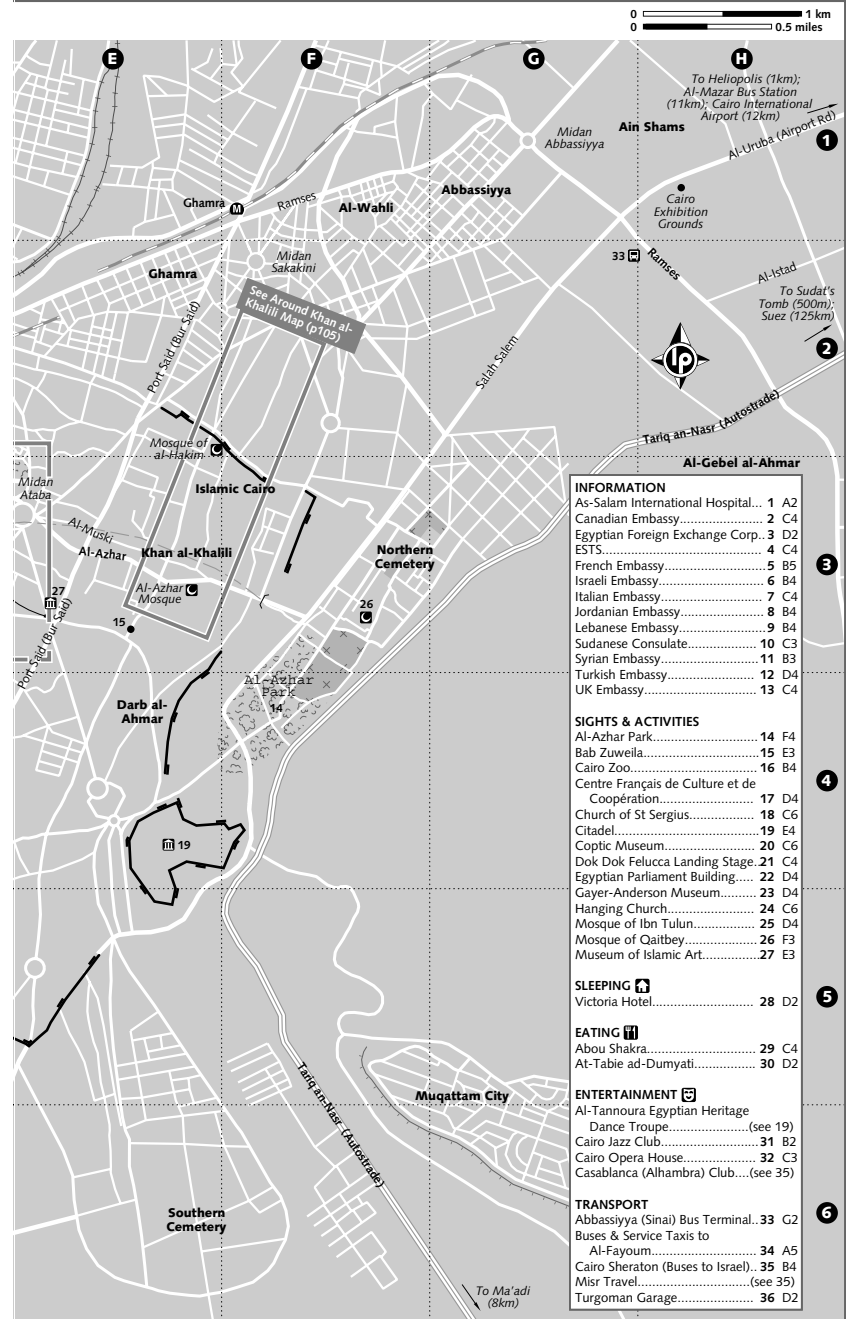 0 1 km
0 0.5 miles
E F G H
To Heliopolis (1km);
Al-Mazar Bus Station
(11km); Cairo International
Airport (12km)
Midan
Abbassiyya
Ain Shams
Al-Uruba (Airport Rd)
1
Abbassiyya
Ghamra
M
Ramses
Al-Wahli
Cairo
Exhibition
Grounds
33
Ramses
Midan
Sakakini
Ghamra
Al-Istad
See Around Khan al-
Khalili Map (p105)
To Sudat's
Tomb (500m);
Suez (125km)
Port Said (Bur Said)
Salah Salem
lp
2
Tariq an-Nasr (Autostrade)
Mosque of
al-Hakim
Al-Gebel al-Ahmar
Midan
Ataba
Islamic Cairo
Al-Muski
Al-Azhar
Khan al-Khalili
Northern
Cemetery
3
27
Al-Azhar
Mosque
26
15
Port Said (Bur Said)
Al-Azhar
Park
14
Darb al-
Ahmar
4
19
5
Tariq an-Nasr (Autostrade)
Muqattam City
Southern
Cemetery
6
To Ma'adi
(8km)
INFORMATION
As-Salam International Hospital... 1 A2
Canadian Embassy........................ 2 C4
Egyptian Foreign Exchange Corp.. 3 D2
ESTS............................................ 4 C4
French Embassy........................... 5 B5
Israeli Embassy............................ 6 B4
Italian Embassy............................ 7 C4
Jordanian Embassy....................... 8 B4
Lebanese Embassy....................... 9 B4
Sudanese Consulate................... 10 C3
Syrian Embassy.......................... 11 B3
Turkish Embassy........................ 12 D4
UK Embassy.............................. 13 C4
SIGHTS & ACTIVITIES
Al-Azhar Park............................ 14 F4
Bab Zuweila.............................. 15 E3
Cairo Zoo.................................. 16 B4
Centre Français de Culture et de
Coopération........................... 17 D4
Church of St Sergius................... 18 C6
Citadel...................................... 19 E4
Coptic Museum......................... 20 C6
Dok Dok Felucca Landing Stage..21 C4
Egyptian Parliament Building..... 22 D4
Gayer-Anderson Museum......... 23 D4
Hanging Church........................ 24 C6
Mosque of Ibn Tulun................. 25 D4
Mosque of Qaitbey.................... 26 F3
Museum of Islamic Art...............27 E3
SLEEPING
Victoria Hotel............................ 28 D2
EATING
Abou Shakra............................. 29 C4
At-Tabie ad-Dumyati................. 30 D2
ENTERTAINMENT
Al-Tannoura Egyptian Heritage
Dance Troupe...................(see 19)
Cairo Jazz Club.......................... 31 B2
Cairo Opera House.................... 32 C3
Casablanca (Alhambra) Club....(see 35)
TRANSPORT
Abbassiyya (Sinai) Bus Terminal.. 33 G2
Buses & Service Taxis to
Al-Fayoum............................. 34 A5
Cairo Sheraton (Buses to Israel).. 35 B4
Misr Travel...............................(see 35)
Turgoman Garage...................... 36 D2